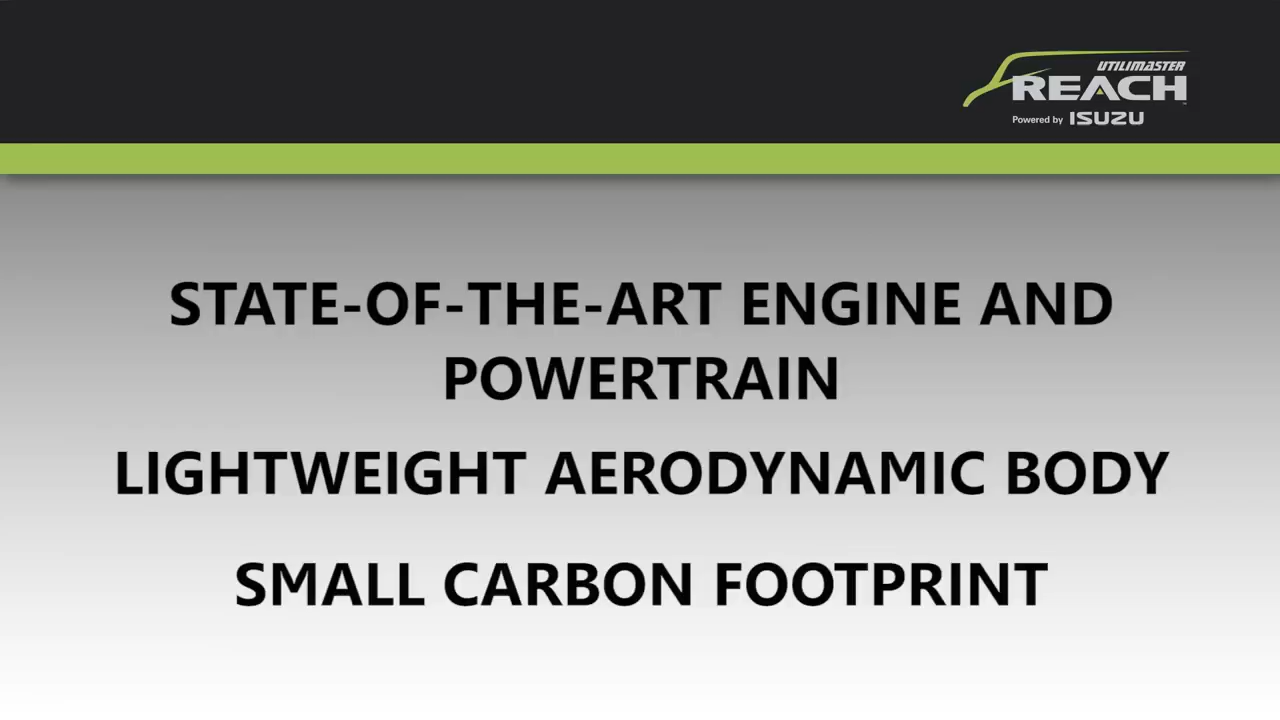 UTILIMASTER
REACH
Powered by ISUZU
STATE-OF-THE-ART ENGINE AND
POWERTRAIN
LIGHTWEIGHT AERODYNAMIC BODY
SMALL CARBON FOOTPRINT